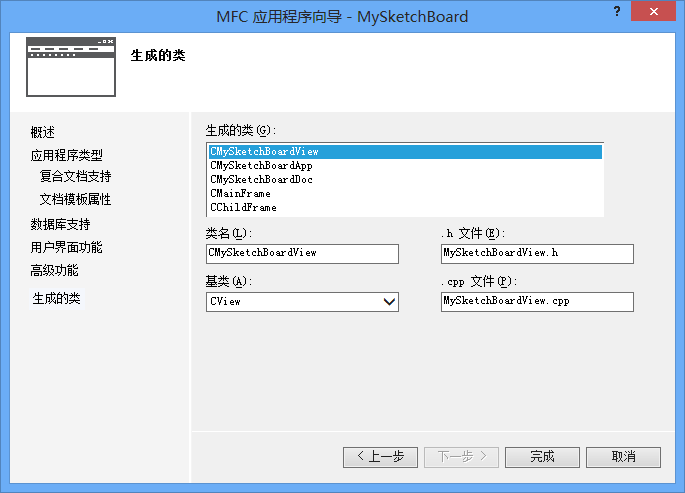 MFC 应用程序向导 - MySketchBoard
?
生成的类
概述
应用程序类型
复合文档支持
文档模板属性
数据库支持
用户界面功能
高级功能
生成的类
生成的类(G):
CMySketchBoardView
CMySketchBoardApp
CMySketchBoardDoc
CMainFrame
CChildFrame
类名(L):
.h 文件(E):
CMySketchBoardView
MySketchBoardView.h
基类(A):
.cpp 文件(P):
CView
MySketchBoardView.cpp
< 上一步
下一步 >
完成
取消